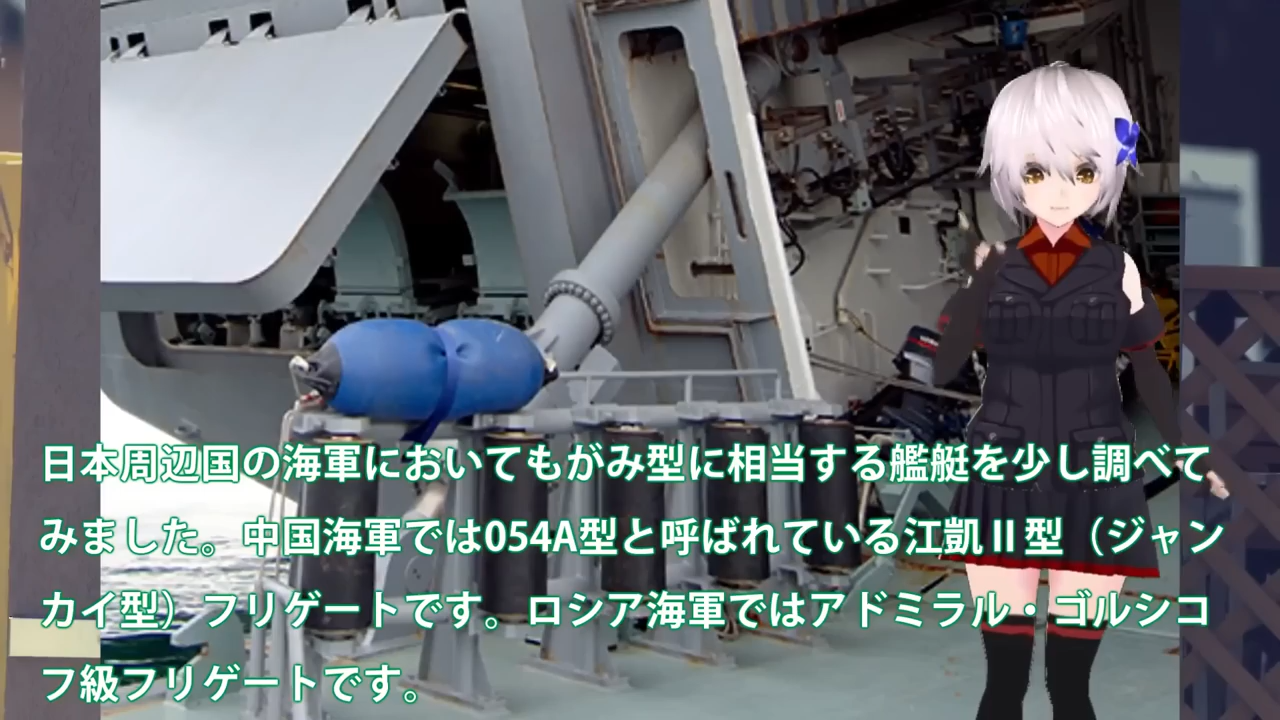 日本周辺国の海軍においてもがみ型に相当する艦艇を少し調べて
みました。中国海軍では054A型と呼ばれている江凱Ⅱ型（ジャン
カイ型）フリゲートです。ロシア海軍ではアドミラル・ゴルシコ
フ級フリゲートです。